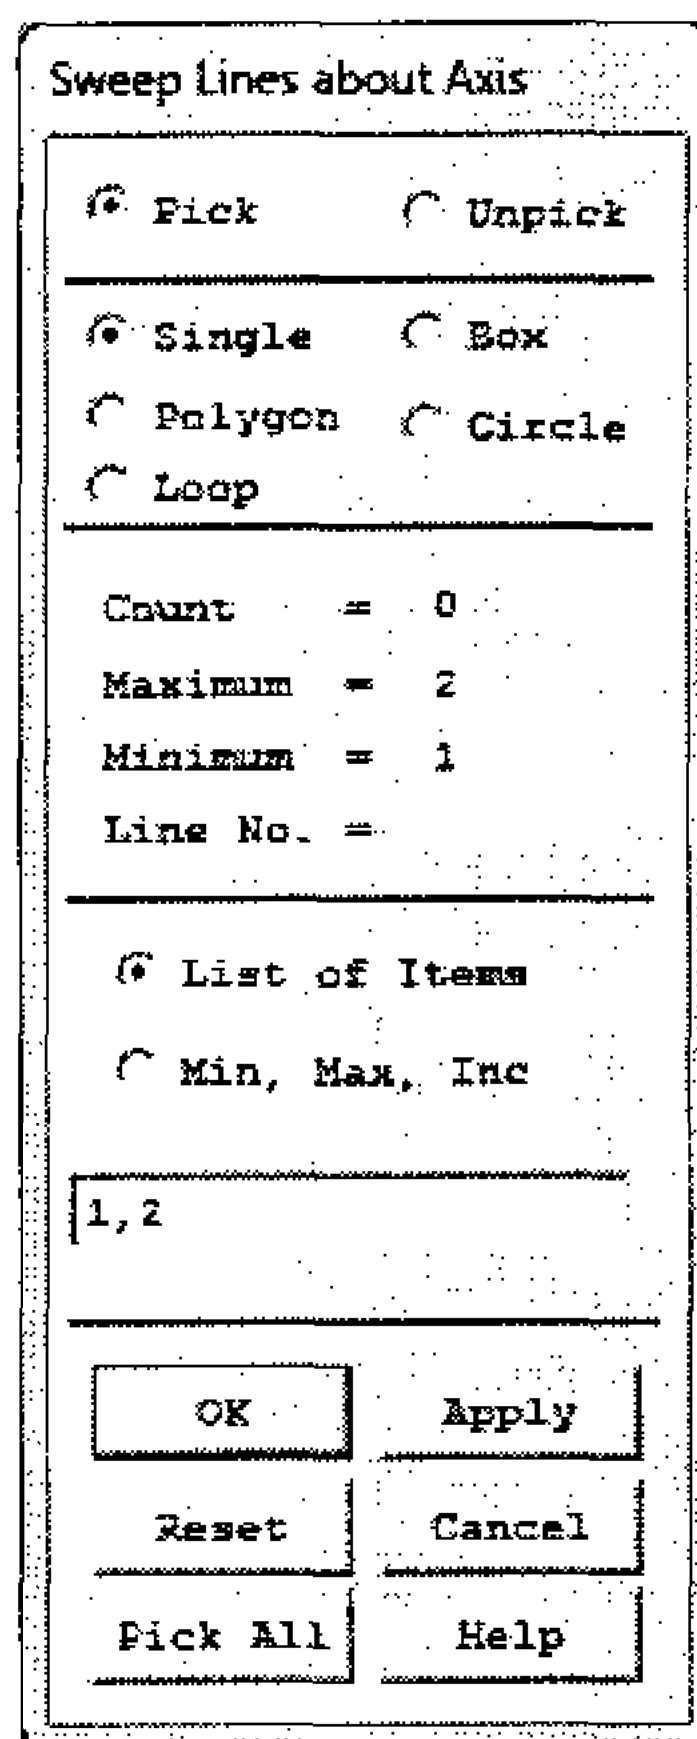 Sweep Lines about Axis
Pick Unpick
Single Box
Polygon Circle
Loop
Count = 0
Maximum = 2
Minimum = 1
Line No. =
List of Items
Min, Max, Inc
1,2
OK Apply
Reset Cancel
Pick All Help